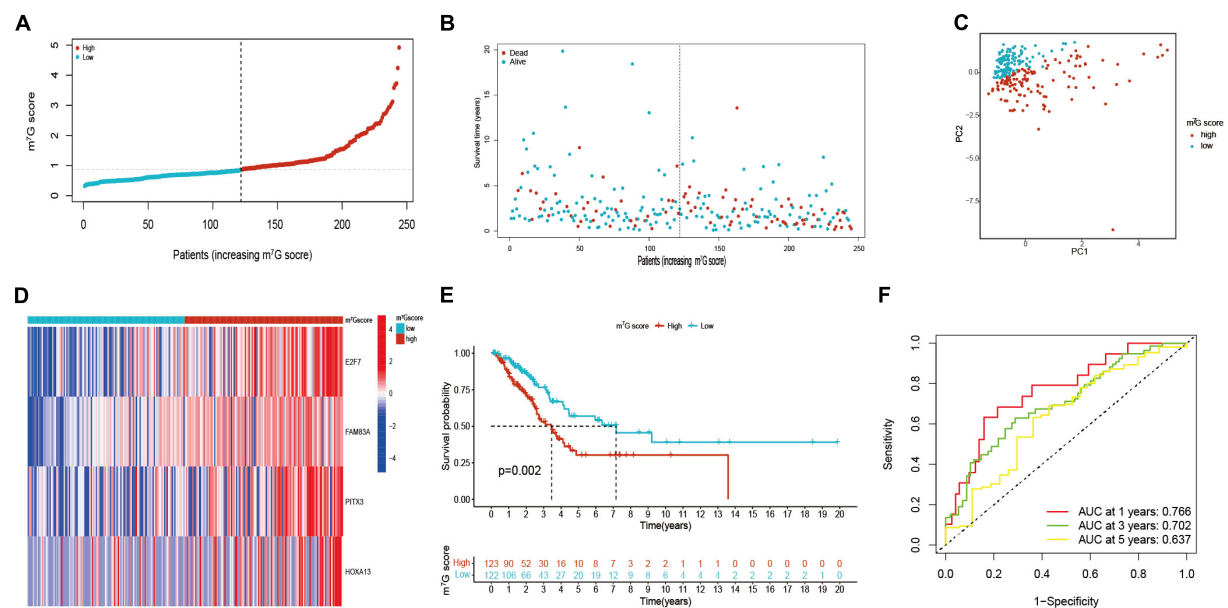 A
High
Low
5
4
3
2
1
0
m⁷G score
0 50 100 150 200 250
Patients (increasing m⁷G socre)
B
Dead
Alive
20
15
10
5
0
Survival time (years)
0 50 100 150 200 250
Patients (increasing m⁷G socre)
C
0.0
−2.5
−5.0
−7.5
PC2
0 2 4
PC1
m⁷G score
high
low
D
m⁷Gscore
E2F7
FAM83A
PITX3
HOXA13
m⁷Gscore
low
high
4
2
0
−2
−4
E
m⁷G score High Low
1.00
0.75
0.50
0.25
0.00
Survival probability
p=0.002
0 1 2 3 4 5 6 7 8 9 10 11 12 13 14 15 16 17 18 19 20
Time(years)
m⁷G score
High 123 90 52 30 16 10 8 7 3 2 2 1 1 1 0 0 0 0 0 0 0
Low 122 106 66 43 27 20 19 12 9 8 6 4 4 4 2 2 2 2 2 1 0
0 1 2 3 4 5 6 7 8 9 10 11 12 13 14 15 16 17 18 19 20
Time(years)
F
1.0
0.8
0.6
0.4
0.2
0.0
Sensitivity
AUC at 1 years: 0.766
AUC at 3 years: 0.702
AUC at 5 years: 0.637
0.0 0.2 0.4 0.6 0.8 1.0
1−Specificity